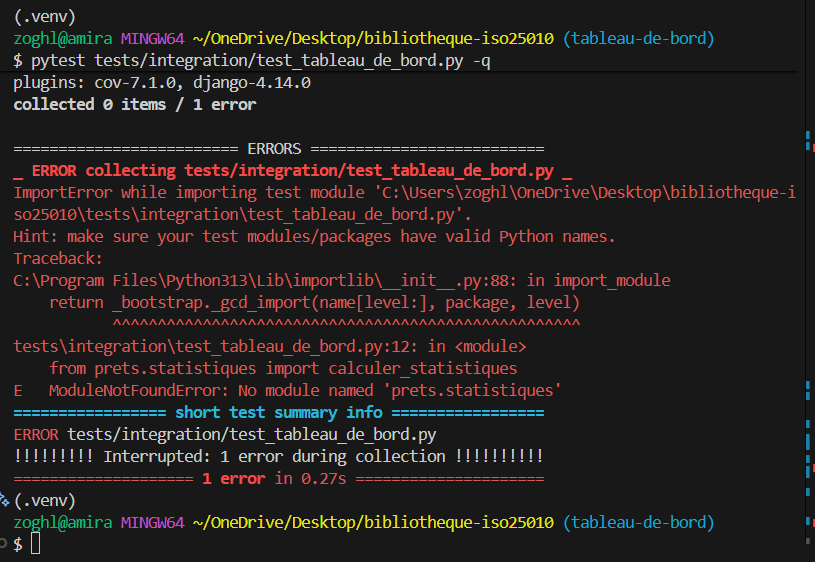 (.venv)
zoghl@amira MINGW64 ~/OneDrive/Desktop/bibliotheque-iso25010 (tableau-de-bord)
$ pytest tests/integration/test_tableau_de_bord.py -q
plugins: cov-7.1.0, django-4.14.0
collected 0 items / 1 error
========================= ERRORS ==========================
_ ERROR collecting tests/integration/test_tableau_de_bord.py _
ImportError while importing test module 'C:\Users\zoghl\OneDrive\Desktop\bibliotheque-i
so25010\tests\integration\test_tableau_de_bord.py'.
Hint: make sure your test modules/packages have valid Python names.
Traceback:
C:\Program Files\Python313\Lib\importlib\__init__.py:88: in import_module
    return _bootstrap._gcd_import(name[level:], package, level)
           ^^^^^^^^^^^^^^^^^^^^^^^^^^^^^^^^^^^^^^^^^^^^^^^^^^^^
tests\integration\test_tableau_de_bord.py:12: in <module>
    from prets.statistiques import calculer_statistiques
E   ModuleNotFoundError: No module named 'prets.statistiques'
================= short test summary info =================
ERROR tests/integration/test_tableau_de_bord.py
!!!!!!!!! Interrupted: 1 error during collection !!!!!!!!!!
==================== 1 error in 0.27s =====================
(.venv)
zoghl@amira MINGW64 ~/OneDrive/Desktop/bibliotheque-iso25010 (tableau-de-bord)
$